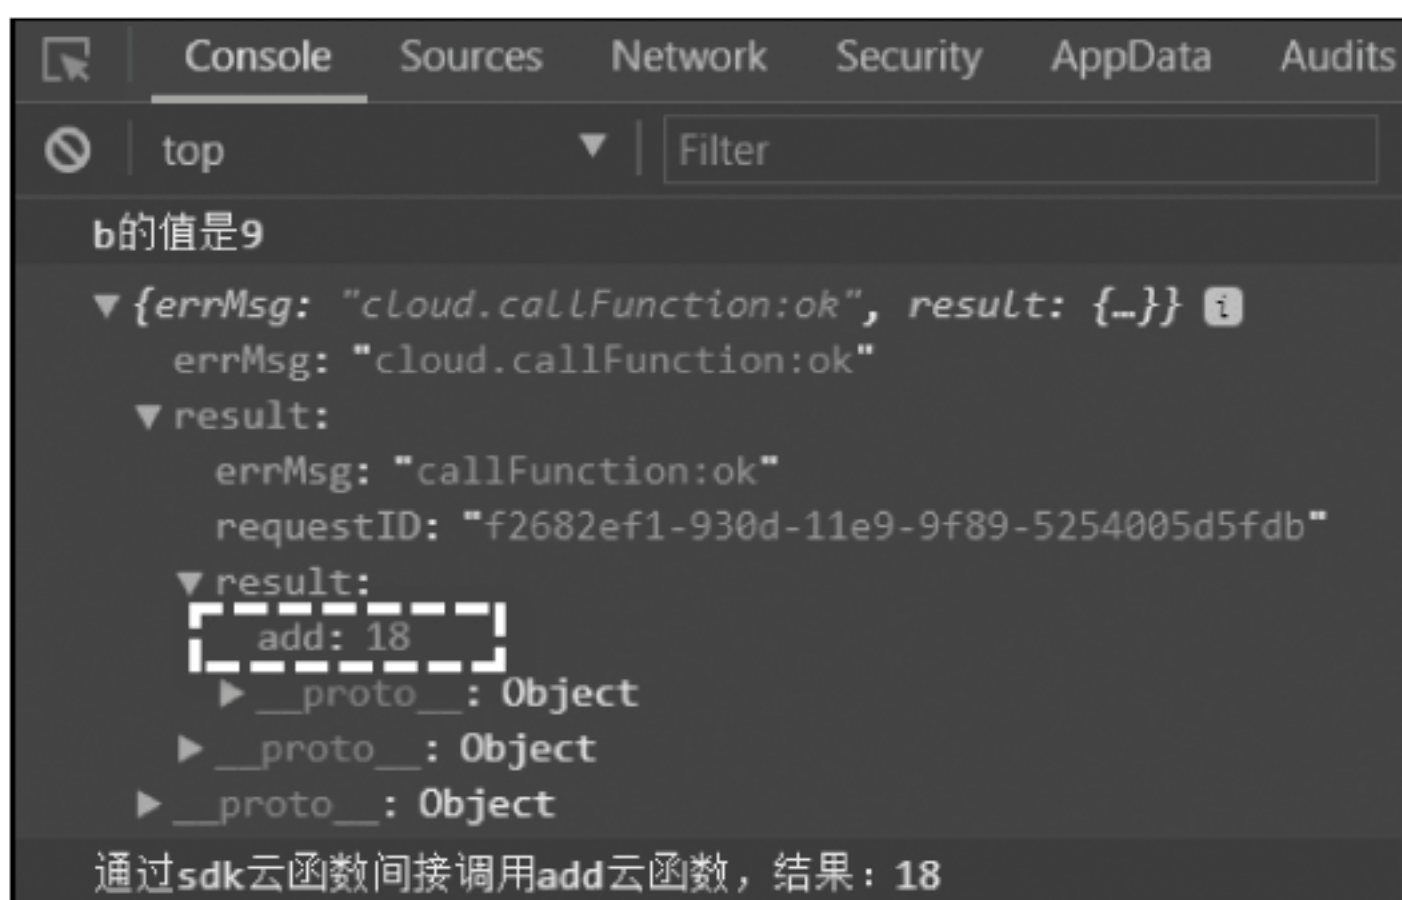 Console Sources Network Security AppData Audits
top Filter
b的值是9
{errMsg: "cloud.callFunction:ok", result: {…}} i
errMsg: "cloud.callFunction:ok"
result:
errMsg: "callFunction:ok"
requestID: "f2682ef1-930d-11e9-9f89-5254005d5fdb"
result:
add: 18
__proto__: Object
__proto__: Object
__proto__: Object
通过sdk云函数间接调用add云函数，结果：18